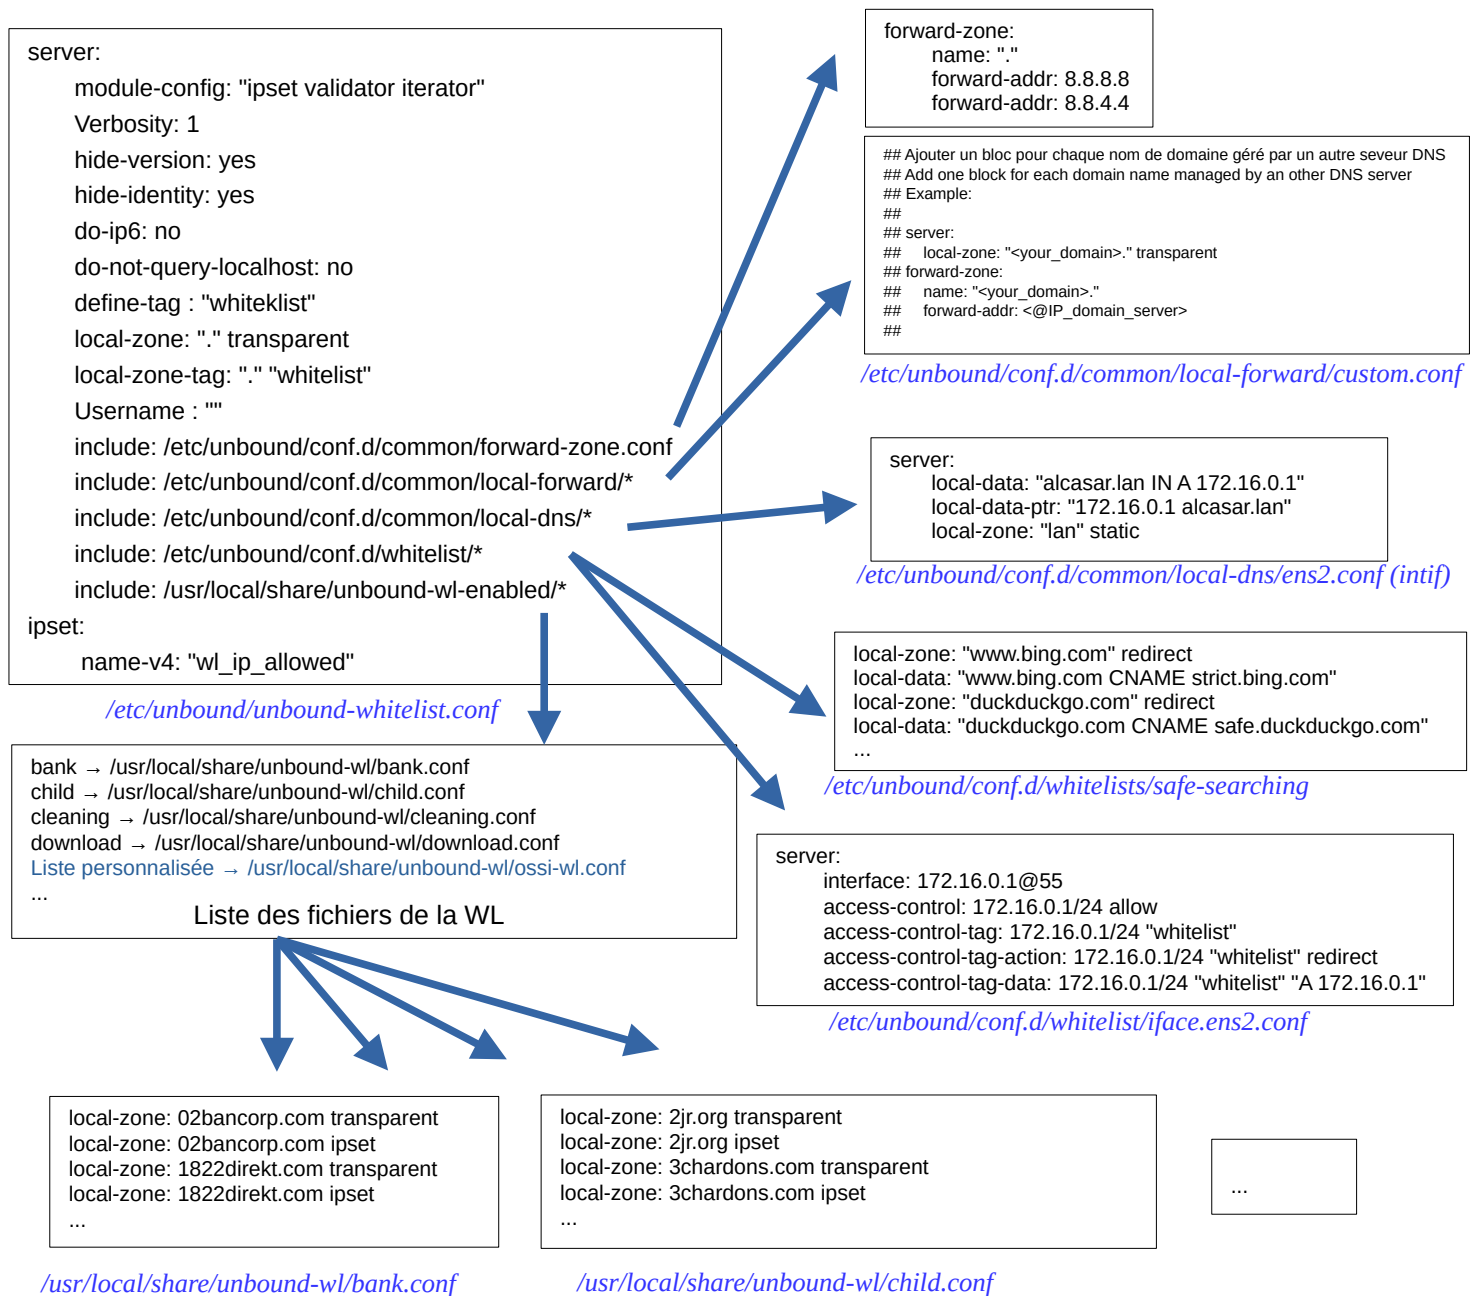 server:
module-config: "ipset validator iterator"
Verbosity: 1
hide-version: yes
hide-identity: yes
do-ip6: no
do-not-query-localhost: no
define-tag : "whiteklist"
local-zone: "." transparent
local-zone-tag: "." "whitelist"
Username : ""
include: /etc/unbound/conf.d/common/forward-zone.conf
include: /etc/unbound/conf.d/common/local-forward/*
include: /etc/unbound/conf.d/common/local-dns/*
include: /etc/unbound/conf.d/whitelist/*
include: /usr/local/share/unbound-wl-enabled/*
ipset:
name-v4: "wl_ip_allowed"
/etc/unbound/unbound-whitelist.conf
forward-zone:
name: "."
forward-addr: 8.8.8.8
forward-addr: 8.8.4.4
## Ajouter un bloc pour chaque nom de domaine géré par un autre seveur DNS
## Add one block for each domain name managed by an other DNS server
## Example:
##
## server:
## local-zone: "<your_domain>." transparent
## forward-zone:
## name: "<your_domain>."
## forward-addr: <@IP_domain_server>
##
/etc/unbound/conf.d/common/local-forward/custom.conf
server:
local-data: "alcasar.lan IN A 172.16.0.1"
local-data-ptr: "172.16.0.1 alcasar.lan"
local-zone: "lan" static
/etc/unbound/conf.d/common/local-dns/ens2.conf (intif)
local-zone: "www.bing.com" redirect
local-data: "www.bing.com CNAME strict.bing.com"
local-zone: "duckduckgo.com" redirect
local-data: "duckduckgo.com CNAME safe.duckduckgo.com"
...
/etc/unbound/conf.d/whitelists/safe-searching
bank → /usr/local/share/unbound-wl/bank.conf
child → /usr/local/share/unbound-wl/child.conf
cleaning → /usr/local/share/unbound-wl/cleaning.conf
download → /usr/local/share/unbound-wl/download.conf
Liste personnalisée → /usr/local/share/unbound-wl/ossi-wl.conf
...
Liste des fichiers de la WL
server:
interface: 172.16.0.1@55
access-control: 172.16.0.1/24 allow
access-control-tag: 172.16.0.1/24 "whitelist"
access-control-tag-action: 172.16.0.1/24 "whitelist" redirect
access-control-tag-data: 172.16.0.1/24 "whitelist" "A 172.16.0.1"
/etc/unbound/conf.d/whitelist/iface.ens2.conf
local-zone: 02bancorp.com transparent
local-zone: 02bancorp.com ipset
local-zone: 1822direkt.com transparent
local-zone: 1822direkt.com ipset
...
/usr/local/share/unbound-wl/bank.conf
local-zone: 2jr.org transparent
local-zone: 2jr.org ipset
local-zone: 3chardons.com transparent
local-zone: 3chardons.com ipset
...
/usr/local/share/unbound-wl/child.conf
...